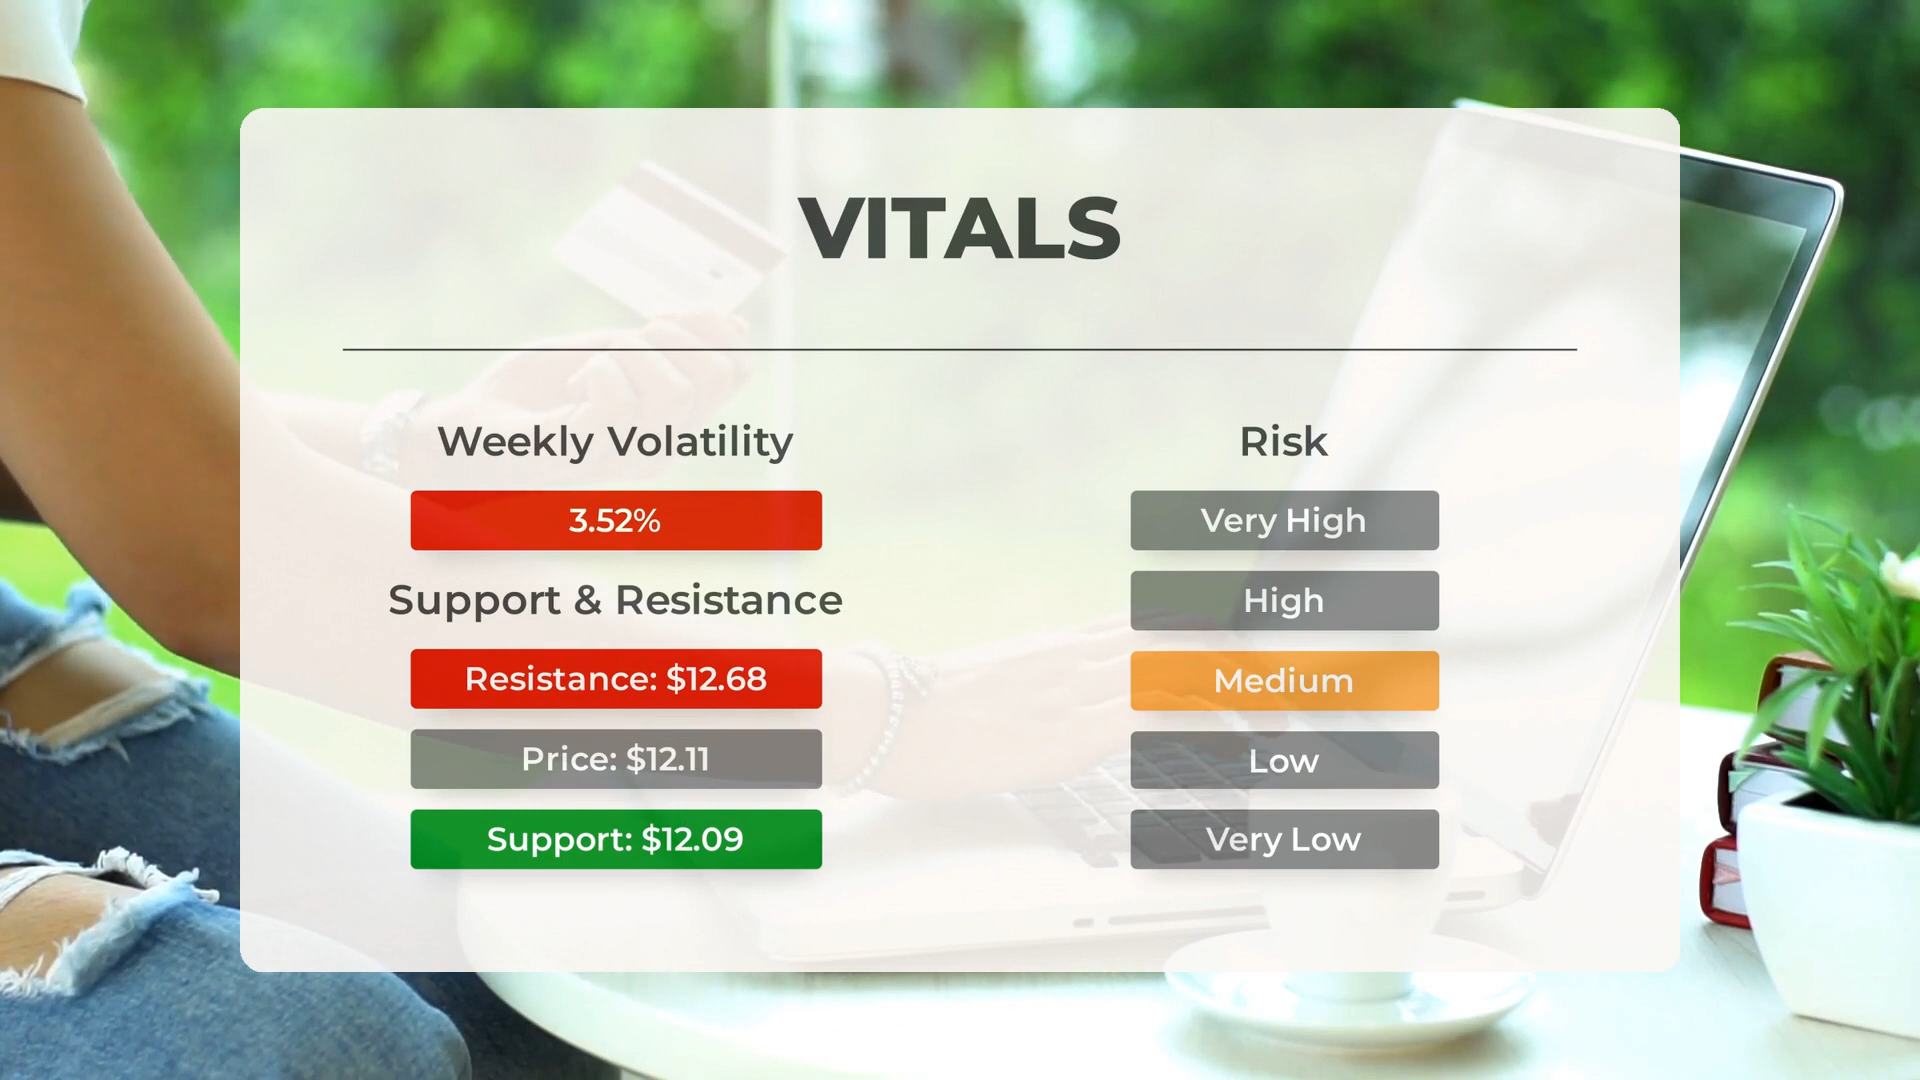 VITALS
Weekly Volatility
3.52%
Support & Resistance
Resistance: $12.68
Price: $12.11
Support: $12.09
Risk
Very High
High
Medium
Low
Very Low